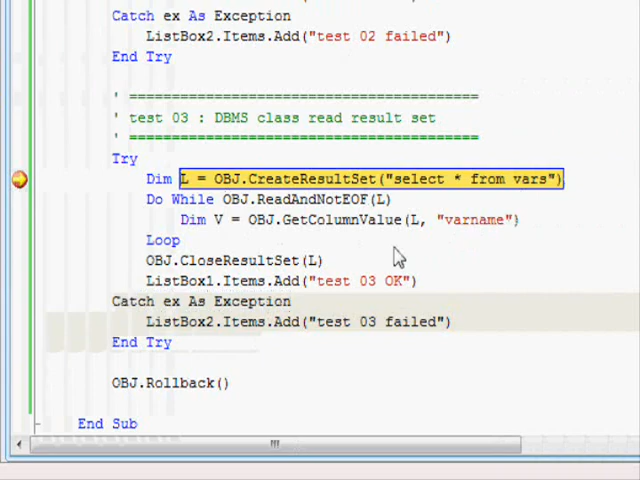 Catch ex As Exception
ListBox2.Items.Add("test 02 failed")
End Try
' =========================================
' test 03 : DBMS class read result set
' =========================================
Try
Dim L = OBJ.CreateResultSet("select * from vars")
Do While OBJ.ReadAndNotEOF(L)
Dim V = OBJ.GetColumnValue(L, "varname")
Loop
OBJ.CloseResultSet(L)
ListBox1.Items.Add("test 03 OK")
Catch ex As Exception
ListBox2.Items.Add("test 03 failed")
End Try
OBJ.Rollback()
End Sub